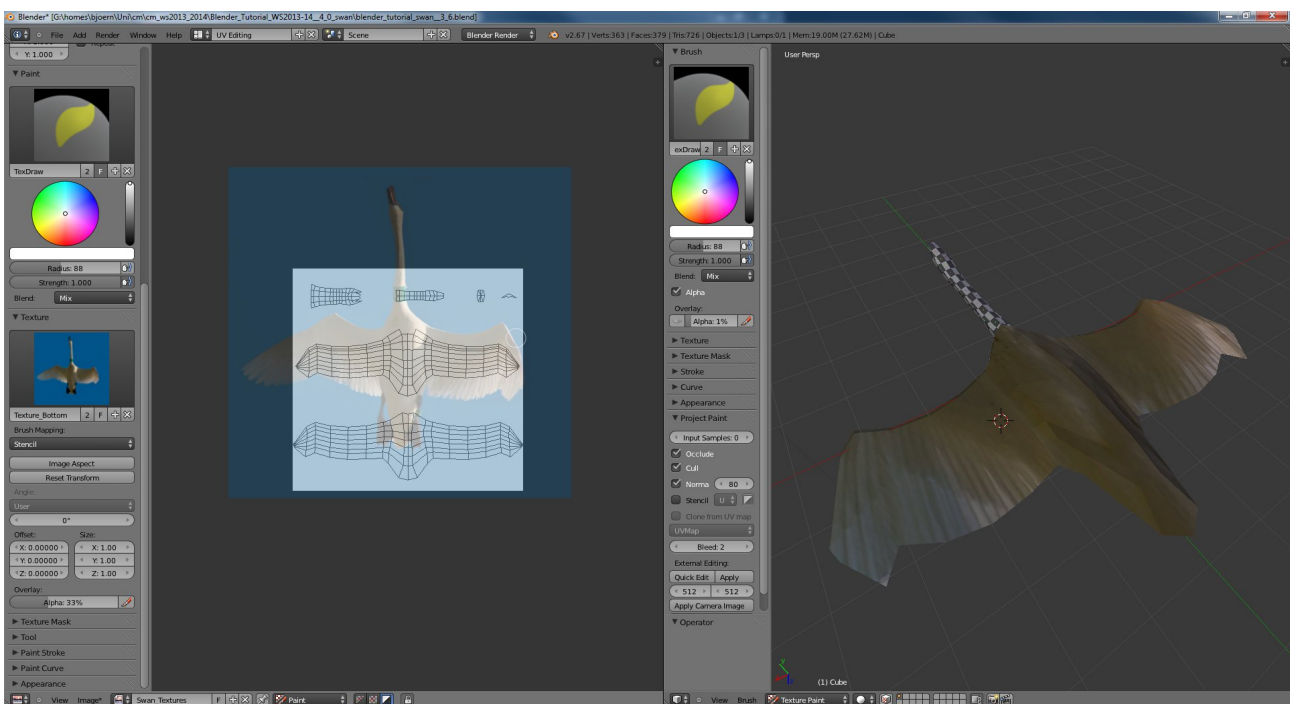 Blender* [G:\homes\bjoern\Uni\cm\cm_ws2013_2014\Blender_Tutorial_WS2013-14__4_0_swan\blender_tutorial_swan__3_6.blend]
File Add Render Window Help UV Editing Scene Blender Render v2.67 | Verts:363 | Faces:379 | Tris:726 | Objects:1/3 | Lamps:0/1 | Mem:19.00M (27.62M) | Cube
Repeat
Y: 1.000
Paint
TexDraw 2 F
Radius: 88
Strength: 1.000
Blend: Mix
Texture
Texture_Bottom 2 F
Brush Mapping:
Stencil
Image Aspect
Reset Transform
Angle:
User
0°
Offset: Size:
X: 0.00000 X: 1.00
Y: 0.00000 Y: 1.00
Z: 0.00000 Z: 1.00
Overlay:
Alpha: 33%
Texture Mask
Tool
Paint Stroke
Paint Curve
Appearance
View Image* Swan Textures F Paint
Brush
exDraw 2 F
Radius: 88
Strength: 1.000
Blend: Mix
Alpha
Overlay:
Alpha: 1%
Texture
Texture Mask
Stroke
Curve
Appearance
Project Paint
Input Samples: 0
Occlude
Cull
Norma 80
Stencil U
Clone from UV map
UVMap
Bleed: 2
External Editing:
Quick Edit Apply
512 512
Apply Camera Image
Operator
User Persp
(1) Cube
View Brush Texture Paint